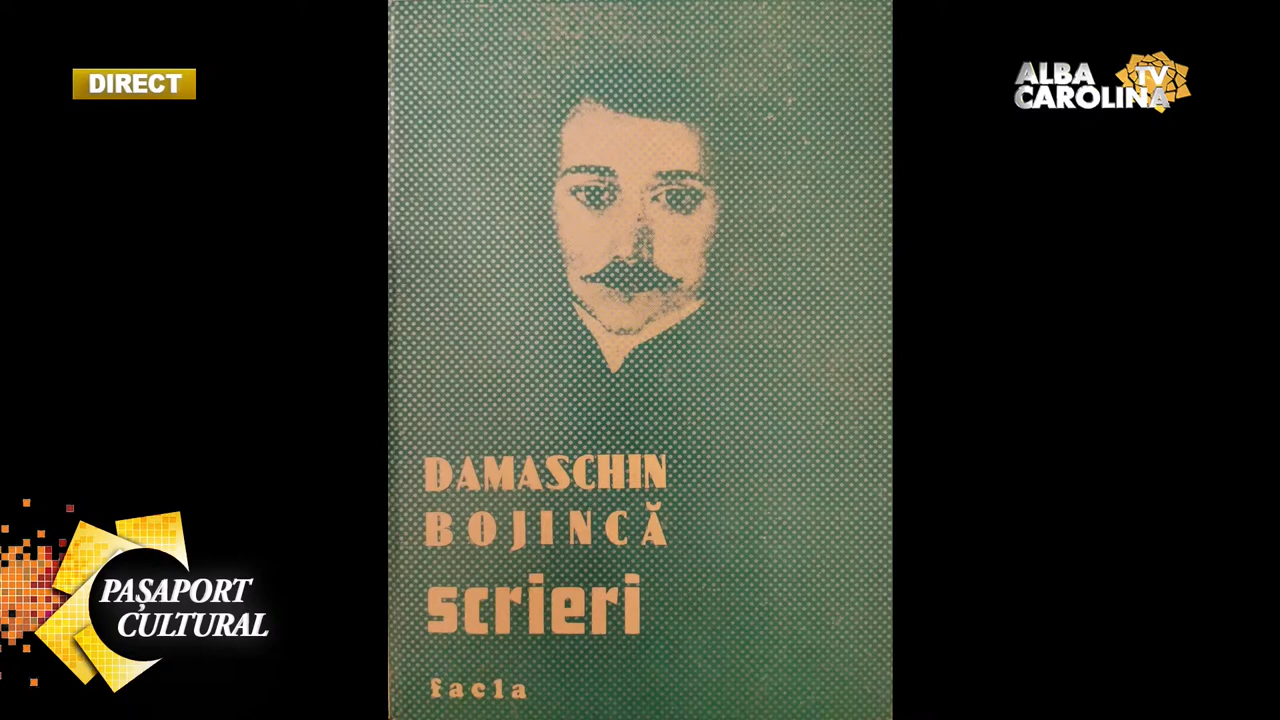 DIRECT
ALBA
CAROLINA
TV
DAMASCHIN
BOJINCĂ
scrieri
facla
PAȘAPORT
CULTURAL